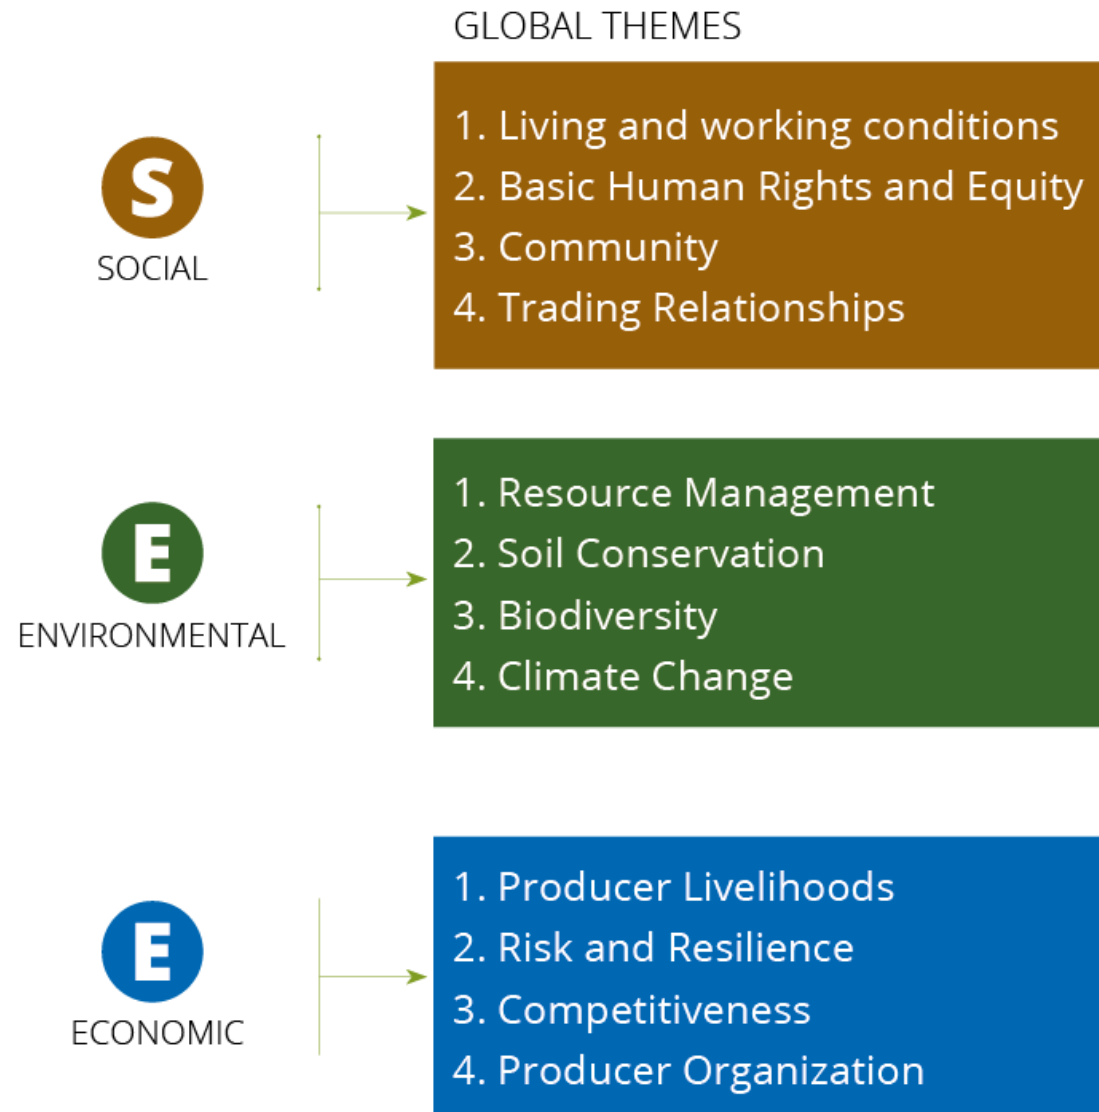 GLOBAL THEMES
S
SOCIAL
1. Living and working conditions
2. Basic Human Rights and Equity
3. Community
4. Trading Relationships
E
ENVIRONMENTAL
1. Resource Management
2. Soil Conservation
3. Biodiversity
4. Climate Change
E
ECONOMIC
1. Producer Livelihoods
2. Risk and Resilience
3. Competitiveness
4. Producer Organization